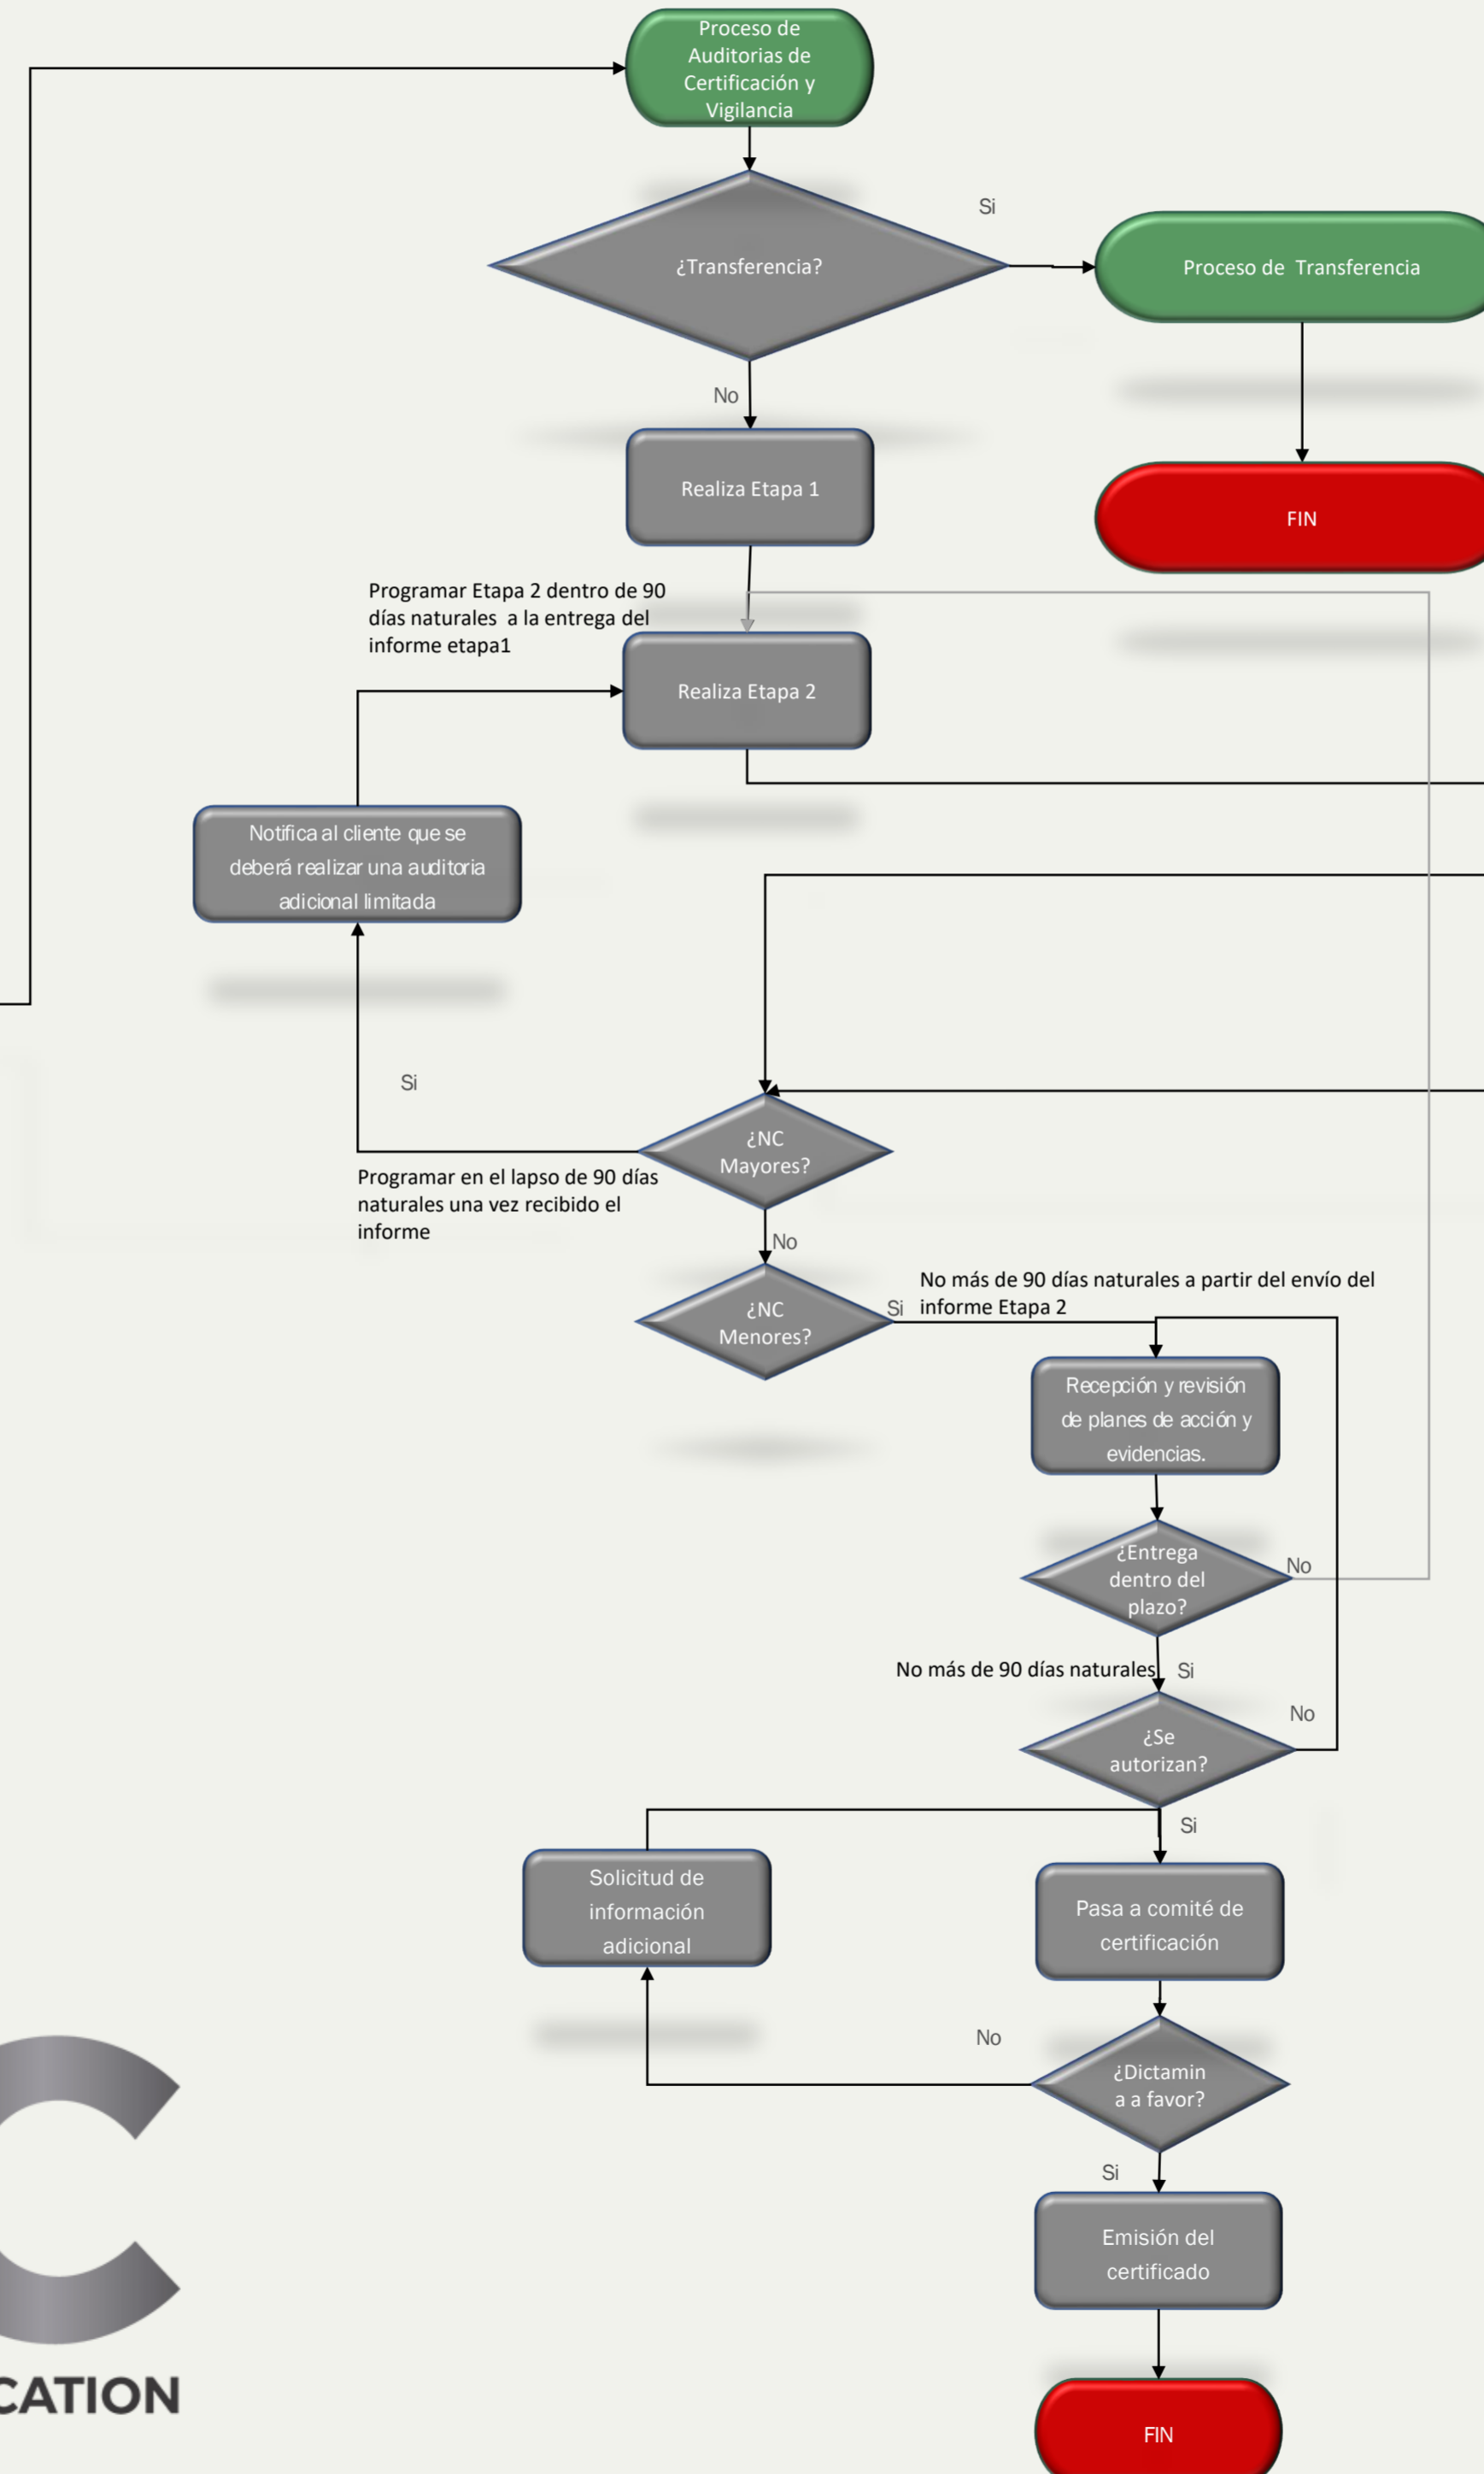 Proceso de
Auditorias de
Certificación y
Vigilancia
Si
¿Transferencia?
Proceso de Transferencia
No
Realiza Etapa 1
FIN
Programar Etapa 2 dentro de 90
días naturales a la entrega del
informe etapa1
Realiza Etapa 2
Notifica al cliente que se
deberá realizar una auditoria
adicional limitada
Si
¿NC
Mayores?
Programar en el lapso de 90 días
naturales una vez recibido el
informe
No
¿NC
Menores?
Si
No más de 90 días naturales a partir del envío del
informe Etapa 2
Recepción y revisión
de planes de acción y
evidencias.
¿Entrega
dentro del
plazo?
No
No más de 90 días naturales
Si
No
¿Se
autorizan?
Si
Solicitud de
información
adicional
Pasa a comité de
certificación
No
¿Dictamin
a a favor?
Si
Emisión del
certificado
CATION
FIN